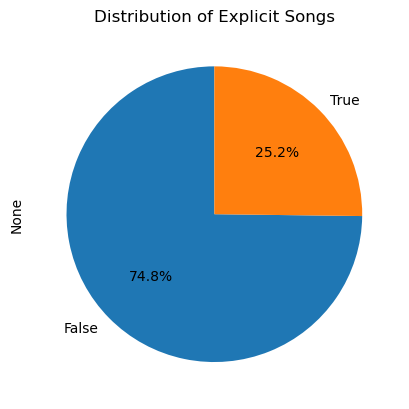 Distribution of Explicit Songs
True
25.2%
None
74.8%
False